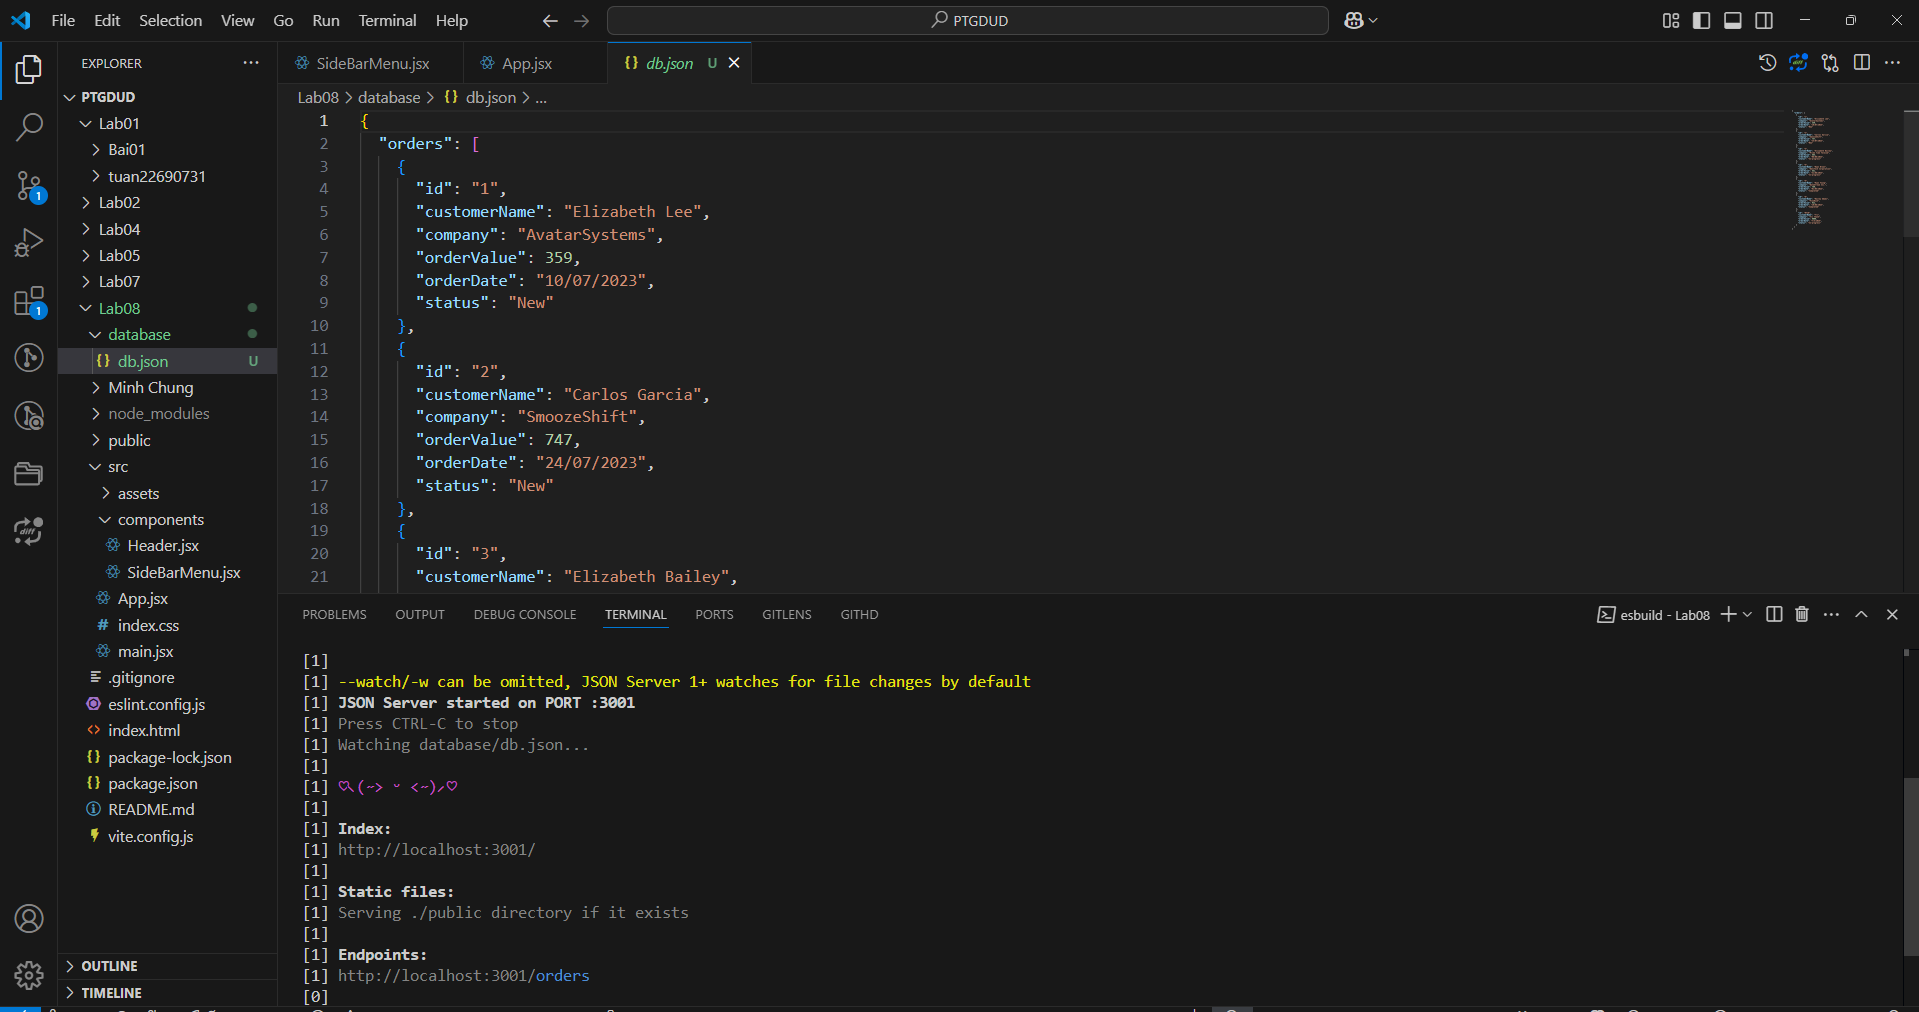 File Edit Selection View Go Run Terminal Help
PTGDUD
EXPLORER
PTGDUD
Lab01
Bai01
tuan22690731
Lab02
Lab04
Lab05
Lab07
Lab08
database
db.json U
Minh Chung
node_modules
public
src
assets
components
Header.jsx
SideBarMenu.jsx
App.jsx
index.css
main.jsx
.gitignore
eslint.config.js
index.html
package-lock.json
package.json
README.md
vite.config.js
OUTLINE
TIMELINE
1
1
SideBarMenu.jsx App.jsx {} db.json U
Lab08 > database > {} db.json > ...
1 {
2 "orders": [
3 {
4 "id": "1",
5 "customerName": "Elizabeth Lee",
6 "company": "AvatarSystems",
7 "orderValue": 359,
8 "orderDate": "10/07/2023",
9 "status": "New"
10 },
11 {
12 "id": "2",
13 "customerName": "Carlos Garcia",
14 "company": "SmoozeShift",
15 "orderValue": 747,
16 "orderDate": "24/07/2023",
17 "status": "New"
18 },
19 {
20 "id": "3",
21 "customerName": "Elizabeth Bailey",
PROBLEMS OUTPUT DEBUG CONSOLE TERMINAL PORTS GITLENS GITHD
esbuild - Lab08
[1]
[1] --watch/-w can be omitted, JSON Server 1+ watches for file changes by default
[1] JSON Server started on PORT :3001
[1] Press CTRL-C to stop
[1] Watching database/db.json...
[1]
[1] ♡⸜(˶˃ ᵕ ˂˶)⸝♡
[1]
[1] Index:
[1] http://localhost:3001/
[1]
[1] Static files:
[1] Serving ./public directory if it exists
[1]
[1] Endpoints:
[1] http://localhost:3001/orders
[0]